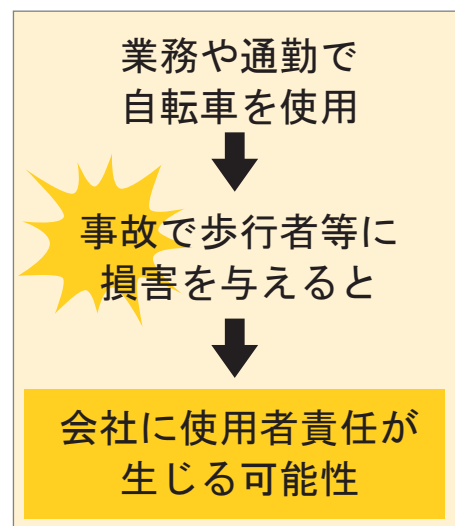 業務や通勤で
自転車を使用
事故で歩行者等に
損害を与えると
会社に使用者責任が
生じる可能性